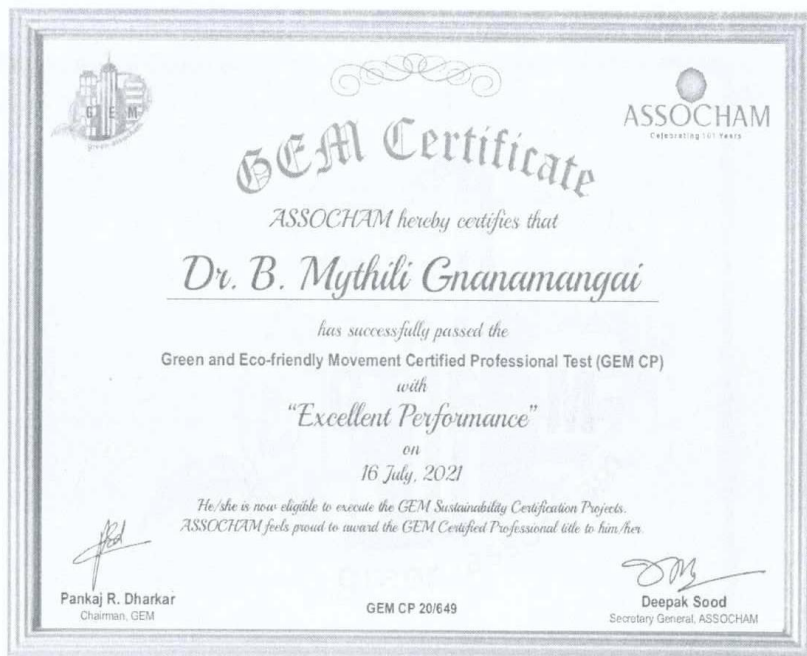 GEM
ASSOCHAM
Celebrating 101 Years
GEM Certificate
ASSOCHAM hereby certifies that
Dr. B. Mythili Gnanamangai
has successfully passed the
Green and Eco-friendly Movement Certified Professional Test (GEM CP)
with
“Excellent Performance”
on
16 July, 2021
He/she is now eligible to execute the GEM Sustainability Certification Projects.
ASSOCHAM feels proud to award the GEM Certified Professional title to him/her.
Pankaj R. Dharkar
Chairman, GEM
GEM CP 20/649
Deepak Sood
Secretary General, ASSOCHAM